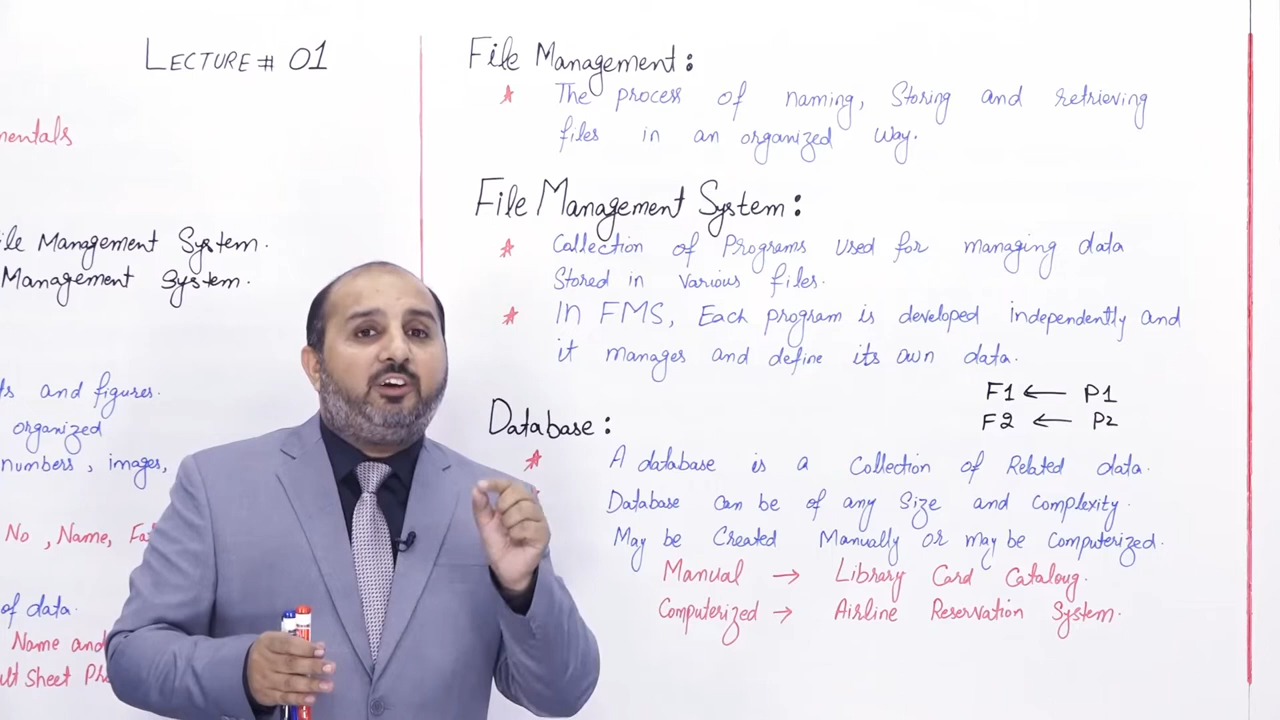 LECTURE # 01
mentals
ile Management System.
Management System.
ts and figures.
organized
numbers, images,
No, Name, Fat
of data.
Name and
ult Sheet Ph
File Management:
The process of naming, Storing and retrieving
files in an organized way.
File Management System:
Collection of Programs used for managing data
Stored in various files.
In FMS, Each program is developed independently and
it manages and define its own data.
F1 ← P1
F2 ← P2
Database:
A database is a Collection of Related data.
Database can be of any Size and Complexity.
May be Created Manually or may be Computerized.
Manual → Library Card Cataloug.
Computerized → Airline Reservation System.